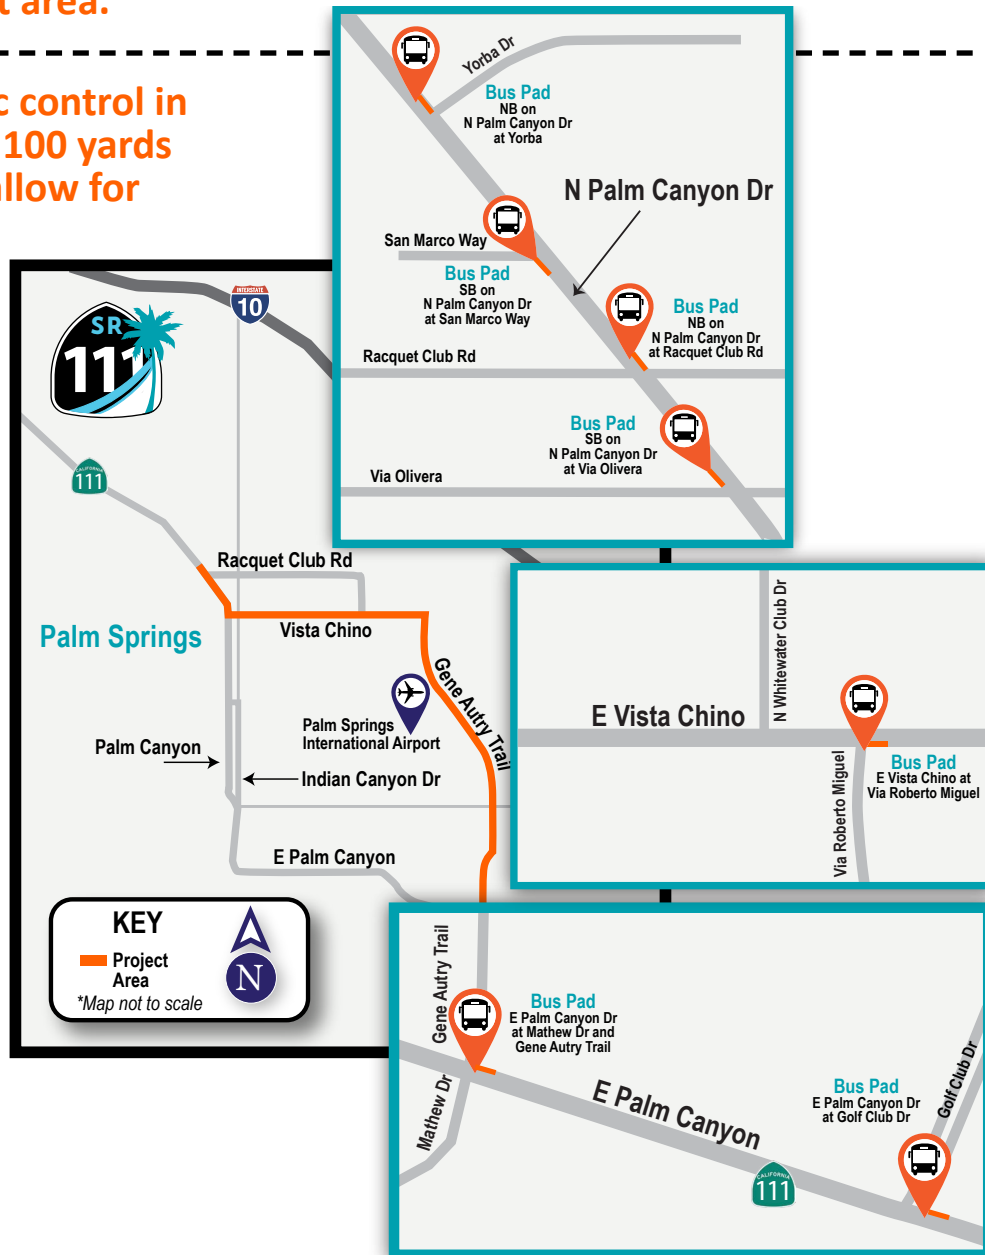 t area.
c control in
100 yards
allow for
Yorba Dr
Bus Pad
NB on
N Palm Canyon Dr
at Yorba
N Palm Canyon Dr
San Marco Way
Bus Pad
SB on
N Palm Canyon Dr
at San Marco Way
Bus Pad
NB on
N Palm Canyon Dr
at Racquet Club Rd
Racquet Club Rd
Bus Pad
SB on
N Palm Canyon Dr
at Via Olivera
Via Olivera
INTERSTATE
10
SR
111
CALIFORNIA
111
Racquet Club Rd
Vista Chino
Palm Springs
Gene Autry Trail
Palm Springs
International Airport
Palm Canyon
Indian Canyon Dr
E Palm Canyon
N Whitewater Club Dr
E Vista Chino
Via Roberto Miguel
Bus Pad
E Vista Chino at
Via Roberto Miguel
KEY
Project
Area
*Map not to scale
N
Gene Autry Trail
Bus Pad
E Palm Canyon Dr
at Mathew Dr and
Gene Autry Trail
Mathew Dr
E Palm Canyon
Bus Pad
E Palm Canyon Dr
at Golf Club Dr
Golf Club Dr
CALIFORNIA
111